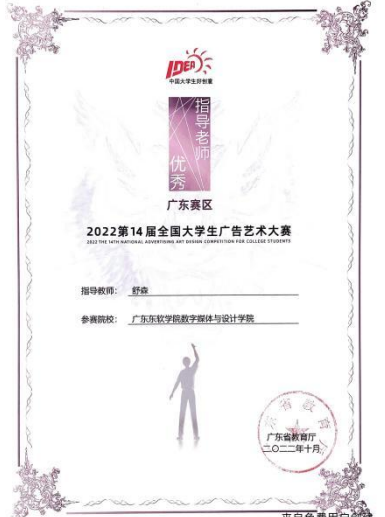 IDEA
中国大学生好创意
指导老师
优秀
广东赛区
2022第14届全国大学生广告艺术大赛
2022 THE 14TH NATIONAL ADVERTISING ART DESIGN COMPETITION FOR COLLEGE STUDENTS
指导教师: 舒森
参赛院校: 广东东软学院数字媒体与设计学院
广东省教育厅
二〇二二年十月